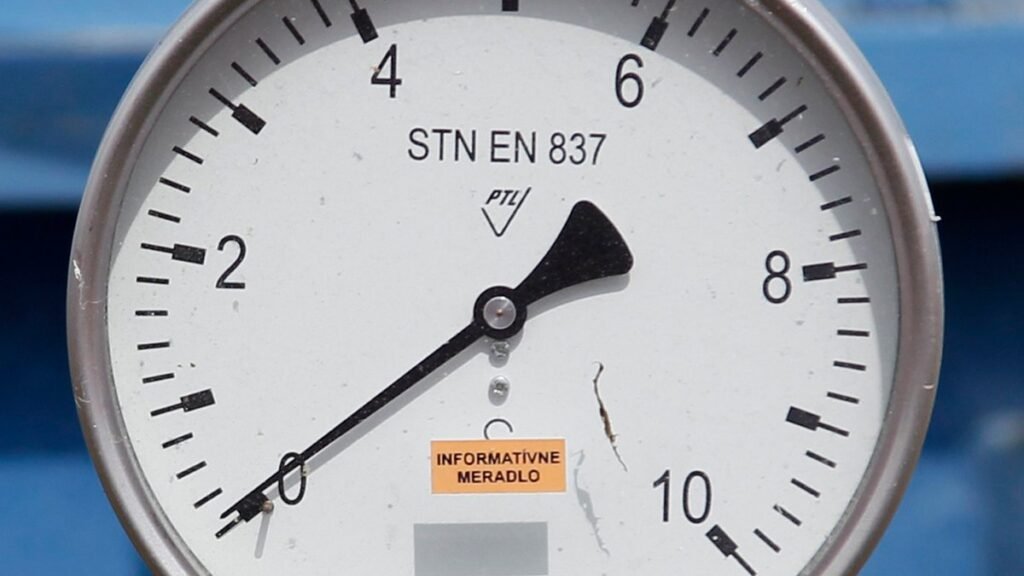 4
6
STN EN 837
PTL
2
8
0
10
INFORMATÍVNE
MERADLO